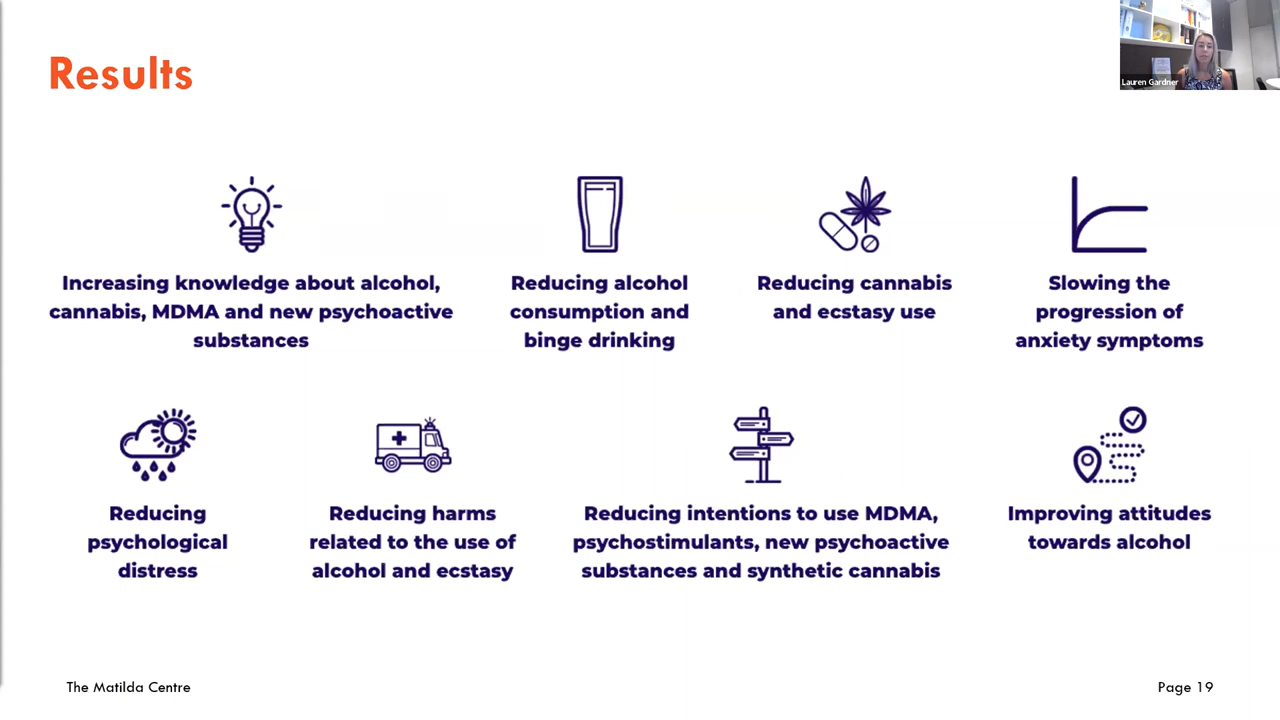 Results
Lauren Gardner
Increasing knowledge about alcohol,
cannabis, MDMA and new psychoactive
substances
Reducing alcohol
consumption and
binge drinking
Reducing cannabis
and ecstasy use
Slowing the
progression of
anxiety symptoms
Reducing
psychological
distress
Reducing harms
related to the use of
alcohol and ecstasy
Reducing intentions to use MDMA,
psychostimulants, new psychoactive
substances and synthetic cannabis
Improving attitudes
towards alcohol
The Matilda Centre
Page 19